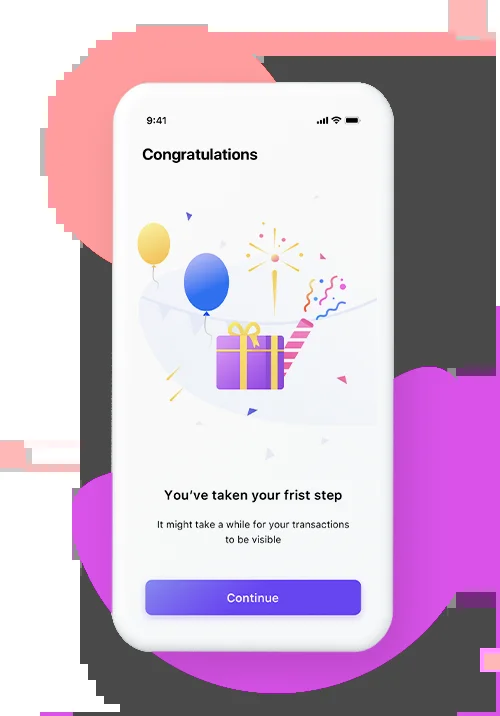 9:41
Congratulations
You've taken your frist step
It might take a while for your transactions
to be visible
Continue